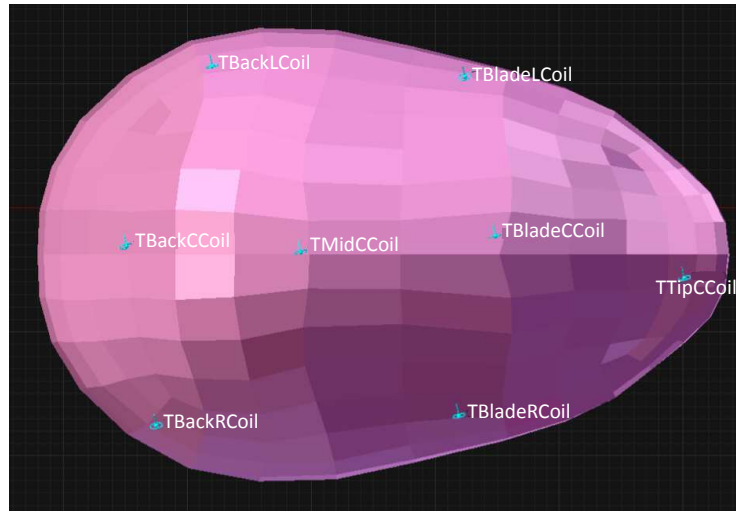 TBackLCoil
TBladeLCoil
TBackCCoil
TMidCCoil
TBladeCCoil
TTipCCoil
TBackRCoil
TBladeRCoil